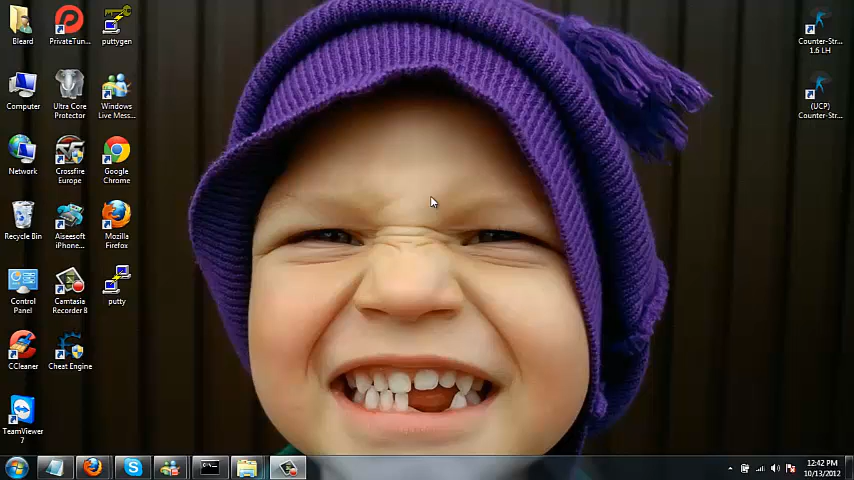 Bleard
PrivateTun...
puttygen
Computer
Ultra Core
Protector
Windows
Live Mess...
Network
Crossfire
Europe
Google
Chrome
Recycle Bin
Aiseesoft
iPhone...
Mozilla
Firefox
Control
Panel
Camtasia
Recorder 8
putty
CCleaner
Cheat Engine
TeamViewer
7
Counter-Str...
1.6 LH
(UCP)
Counter-Str...
12:42 PM
10/13/2012